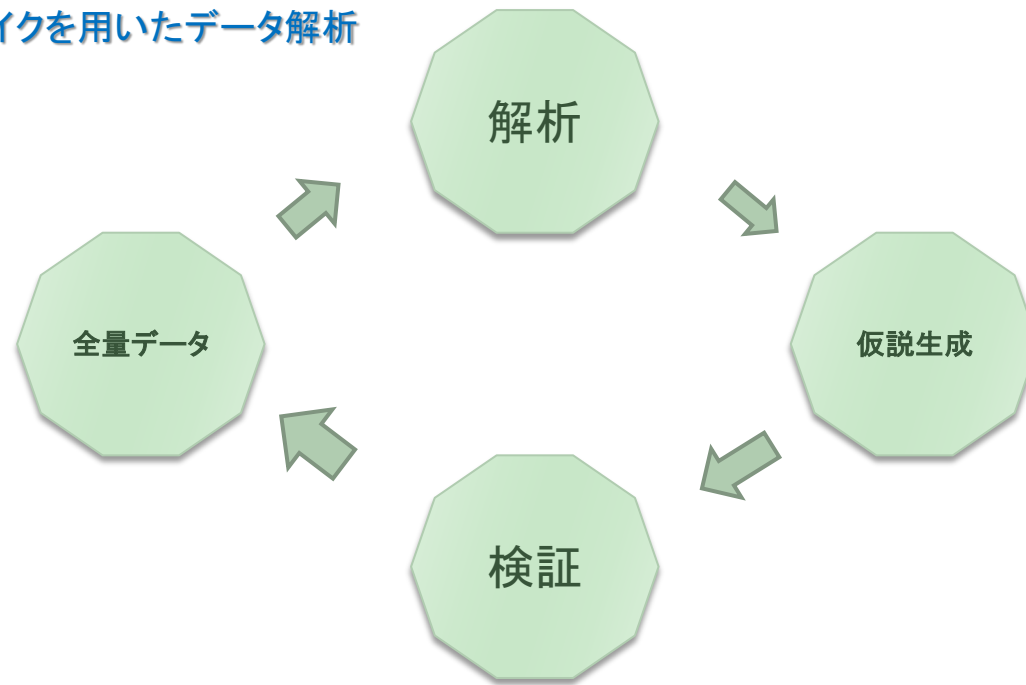 イクを用いたデータ解析
解析
全量データ
仮説生成
検証